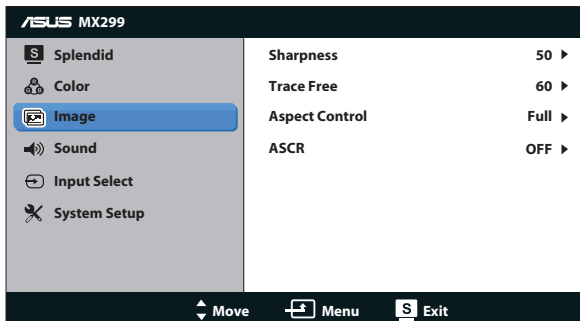 ASUS MX299
S Splendid
Color
Image
Sound
Input Select
System Setup
Sharpness 50
Trace Free 60
Aspect Control Full
ASCR OFF
Move Menu S Exit